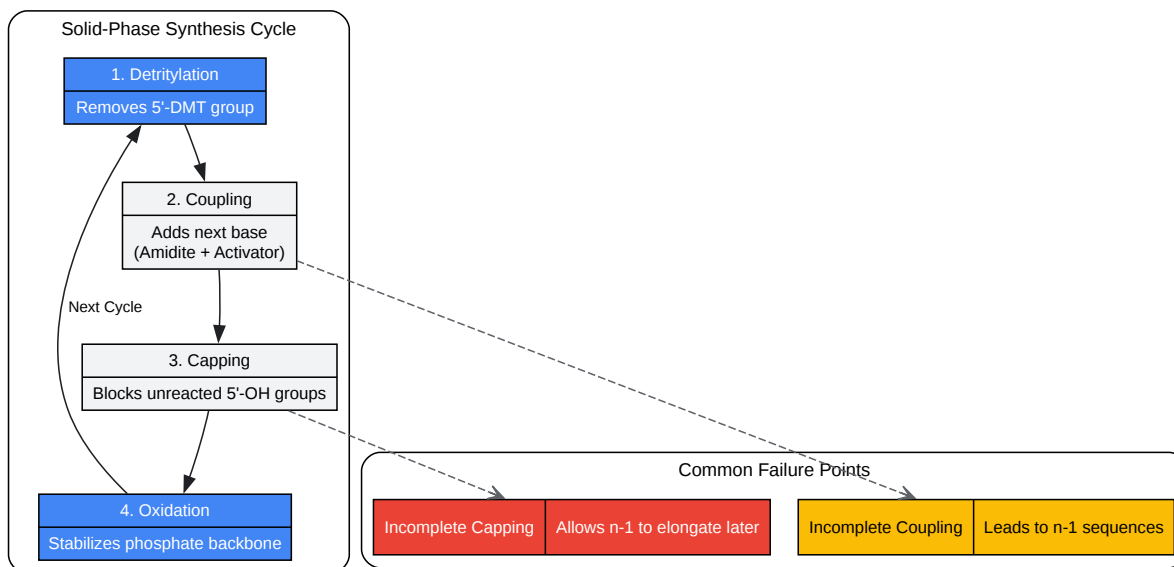 Solid-Phase Synthesis Cycle
1. Detritylation
Removes 5'-DMT group
2. Coupling
Adds next base
(Amidite + Activator)
Next Cycle
3. Capping
Blocks unreacted 5'-OH groups
4. Oxidation
Stabilizes phosphate backbone
Common Failure Points
Incomplete Capping
Allows n-1 to elongate later
Incomplete Coupling
Leads to n-1 sequences